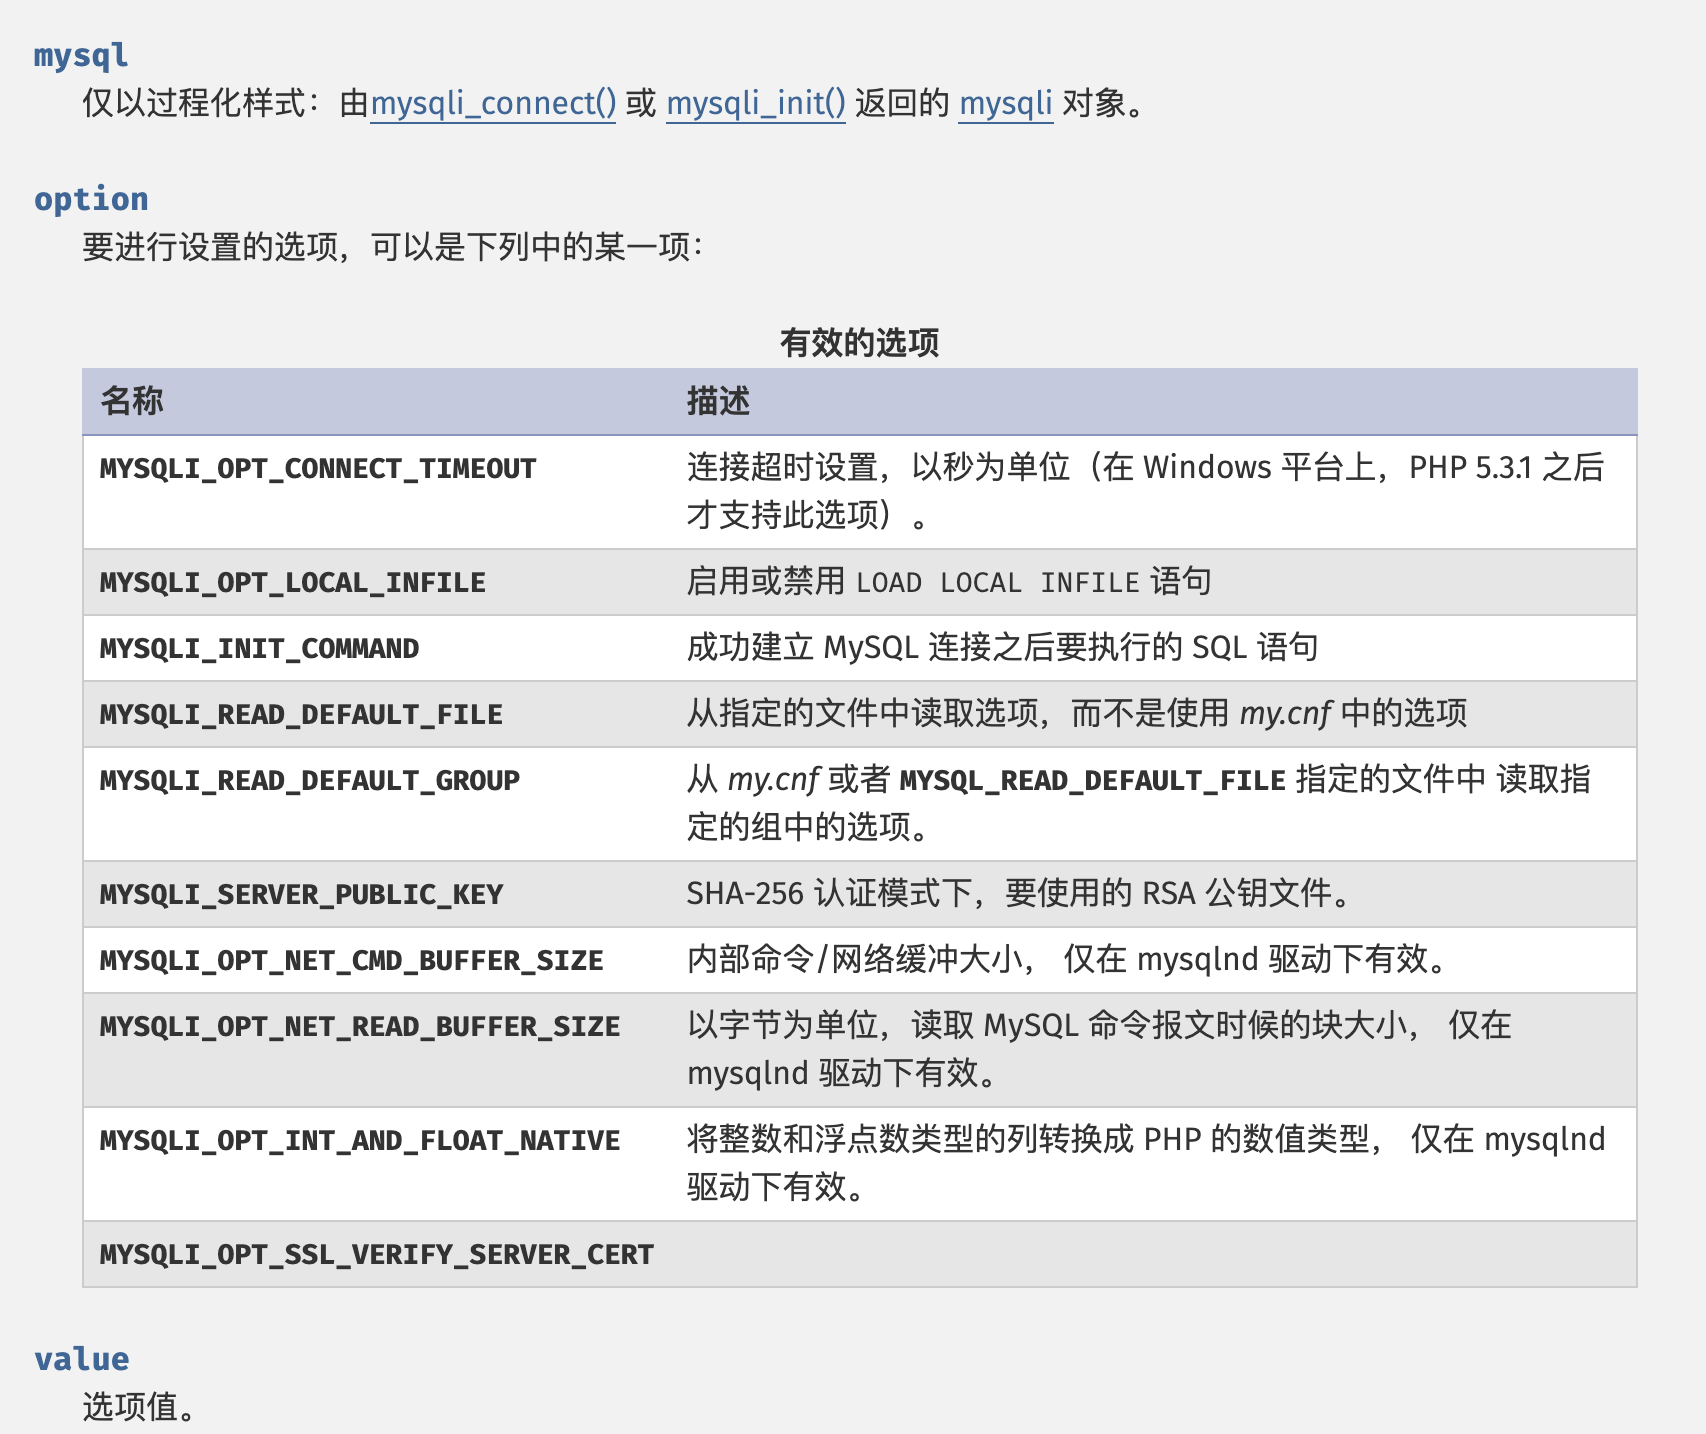 mysql
仅以过程化样式：由mysqli_connect() 或 mysqli_init() 返回的 mysqli 对象。
option
要进行设置的选项，可以是下列中的某一项：
有效的选项
名称 描述
MYSQLI_OPT_CONNECT_TIMEOUT 连接超时设置，以秒为单位（在 Windows 平台上，PHP 5.3.1 之后
才支持此选项）。
MYSQLI_OPT_LOCAL_INFILE 启用或禁用 LOAD LOCAL INFILE 语句
MYSQLI_INIT_COMMAND 成功建立 MySQL 连接之后要执行的 SQL 语句
MYSQLI_READ_DEFAULT_FILE 从指定的文件中读取选项，而不是使用 my.cnf 中的选项
MYSQLI_READ_DEFAULT_GROUP 从 my.cnf 或者 MYSQL_READ_DEFAULT_FILE 指定的文件中 读取指
定的组中的选项。
MYSQLI_SERVER_PUBLIC_KEY SHA-256 认证模式下，要使用的 RSA 公钥文件。
MYSQLI_OPT_NET_CMD_BUFFER_SIZE 内部命令/网络缓冲大小， 仅在 mysqlnd 驱动下有效。
MYSQLI_OPT_NET_READ_BUFFER_SIZE 以字节为单位，读取 MySQL 命令报文时候的块大小， 仅在
mysqlnd 驱动下有效。
MYSQLI_OPT_INT_AND_FLOAT_NATIVE 将整数和浮点数类型的列转换成 PHP 的数值类型， 仅在 mysqlnd
驱动下有效。
MYSQLI_OPT_SSL_VERIFY_SERVER_CERT
value
选项值。